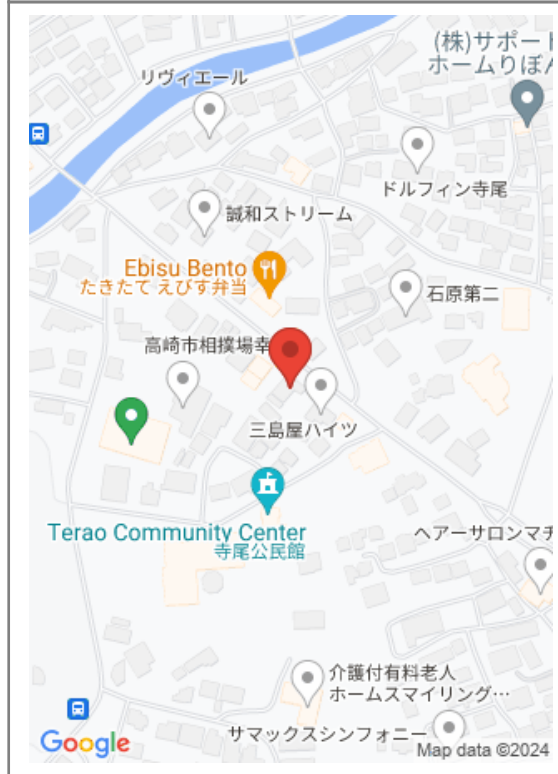 (株)サポート
ホームりぼん
リヴィエール
ドルフィン寺尾
誠和ストリーム
Ebisu Bento
たきたて えびす弁当
石原第二
高崎市相撲場幸
三島屋ハイツ
Terao Community Center
寺尾公民館
ヘアーサロンマチ
介護付有料老人
ホームスマイリング…
サマックスシンフォニー
Google
Map data ©2024